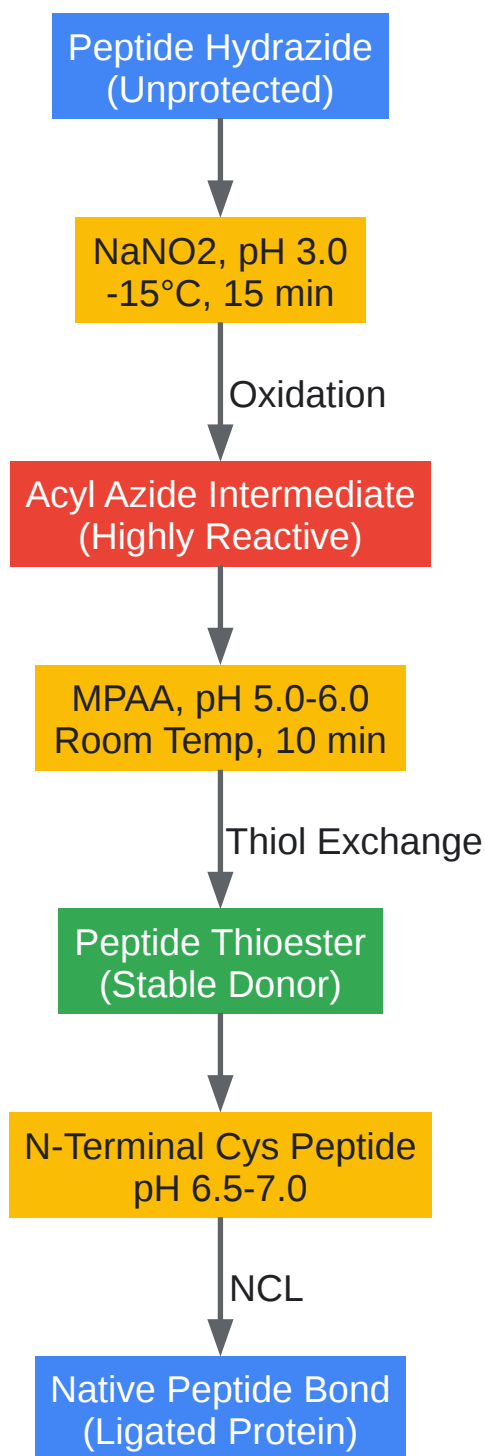 Peptide Hydrazide
(Unprotected)
NaNO2, pH 3.0
-15°C, 15 min
Oxidation
Acyl Azide Intermediate
(Highly Reactive)
MPAA, pH 5.0-6.0
Room Temp, 10 min
Thiol Exchange
Peptide Thioester
(Stable Donor)
N-Terminal Cys Peptide
pH 6.5-7.0
NCL
Native Peptide Bond
(Ligated Protein)